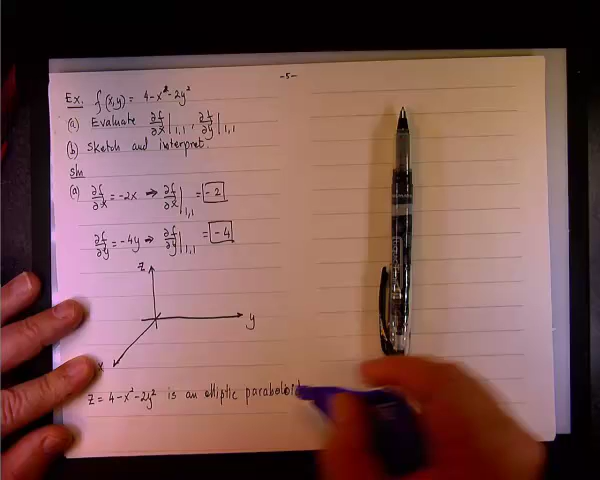 -5-
Ex. f(x,y) = 4-x²-2y²
(a) Evaluate ∂f/∂x|1,1 , ∂f/∂y|1,1
(b) Sketch and interpret
Sln
(a) ∂f/∂x = -2x → ∂f/∂x|1,1 = -2
∂f/∂y = -4y → ∂f/∂y|1,1 = -4
z
y
x
z = 4-x²-2y² is an elliptic paraboloid